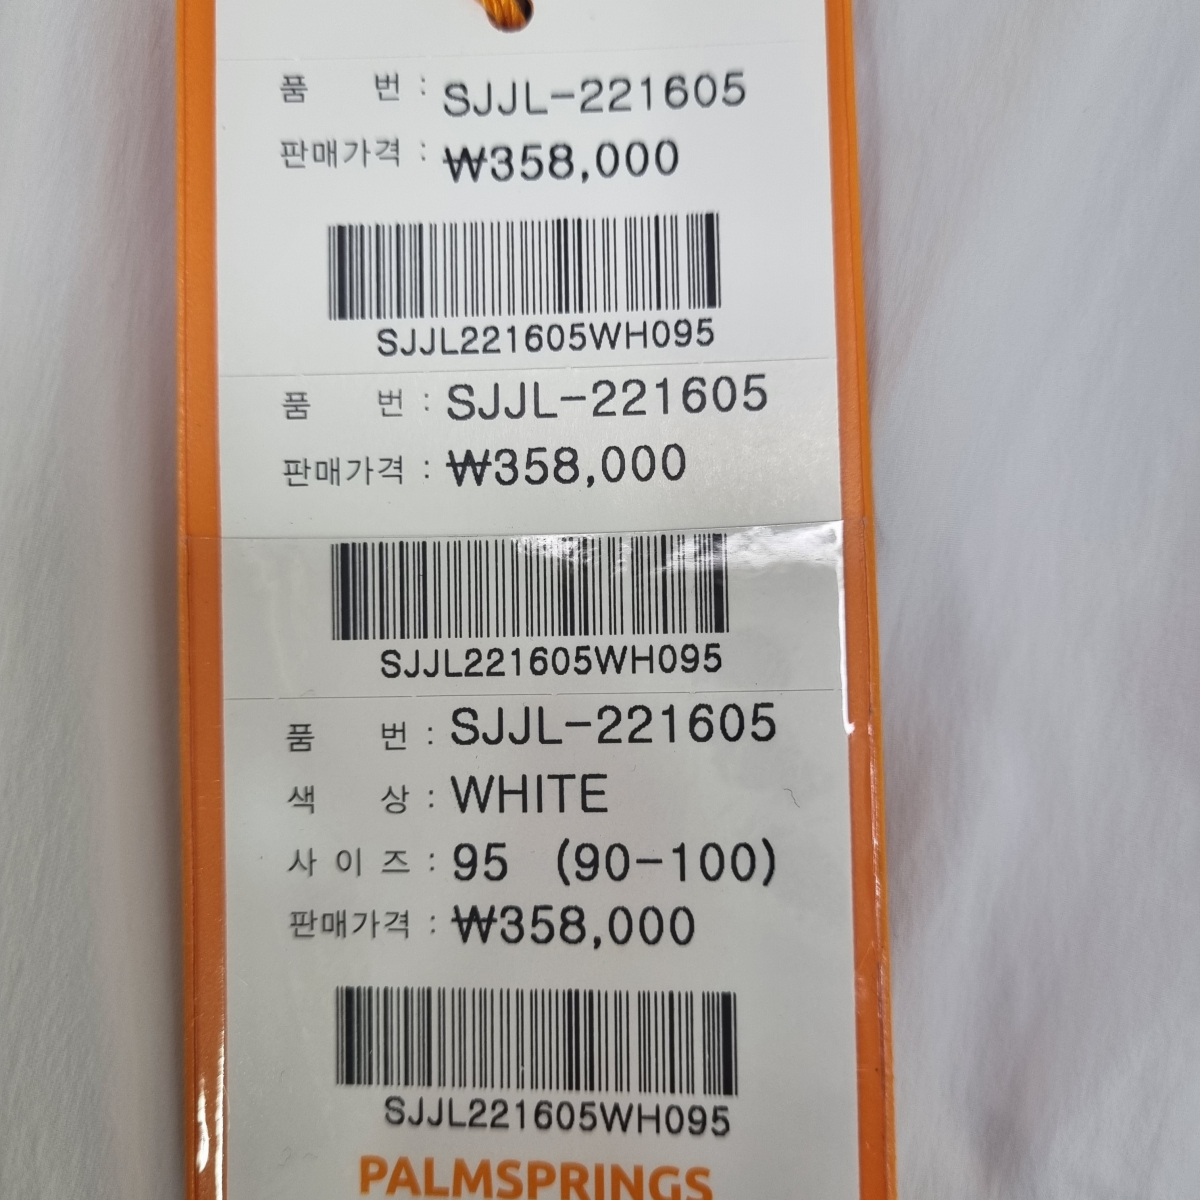 품 번 : SJJL-221605
판매가격 : ₩358,000
SJJL221605WH095
품 번 : SJJL-221605
판매가격 : ₩358,000
SJJL221605WH095
품 번 : SJJL-221605
색 상 : WHITE
사 이 즈 : 95 (90-100)
판매가격 : ₩358,000
SJJL221605WH095
PALMSPRINGS